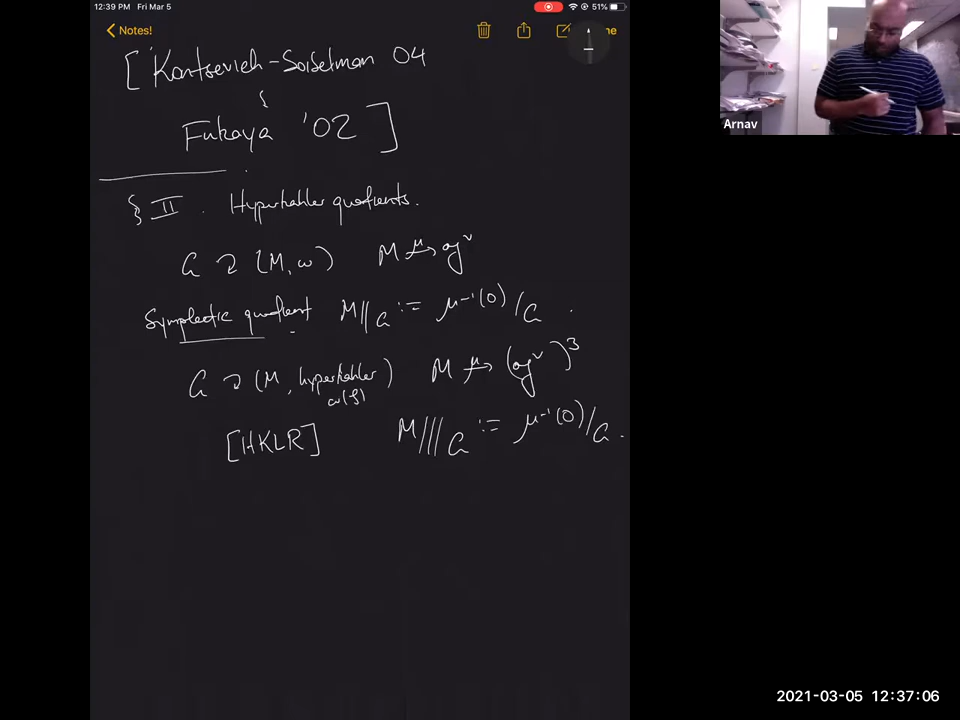 12:39 PM Fri Mar 5
51%
Notes!
[Kontsevich-Soibelman 04
&
Fukaya '02]
§ II. Hyperkahler quotients.
G ↻ (M, ω) M →^μ 𝔤^∨
Symplectic quotient M//G := μ^{-1}(0)/G.
G ↻ (M, hyperkahler) M →^μ (𝔤^∨)^3
ω(ζ)
[HKLR] M///G := μ^{-1}(0)/G.
Arnav
2021-03-05 12:37:06